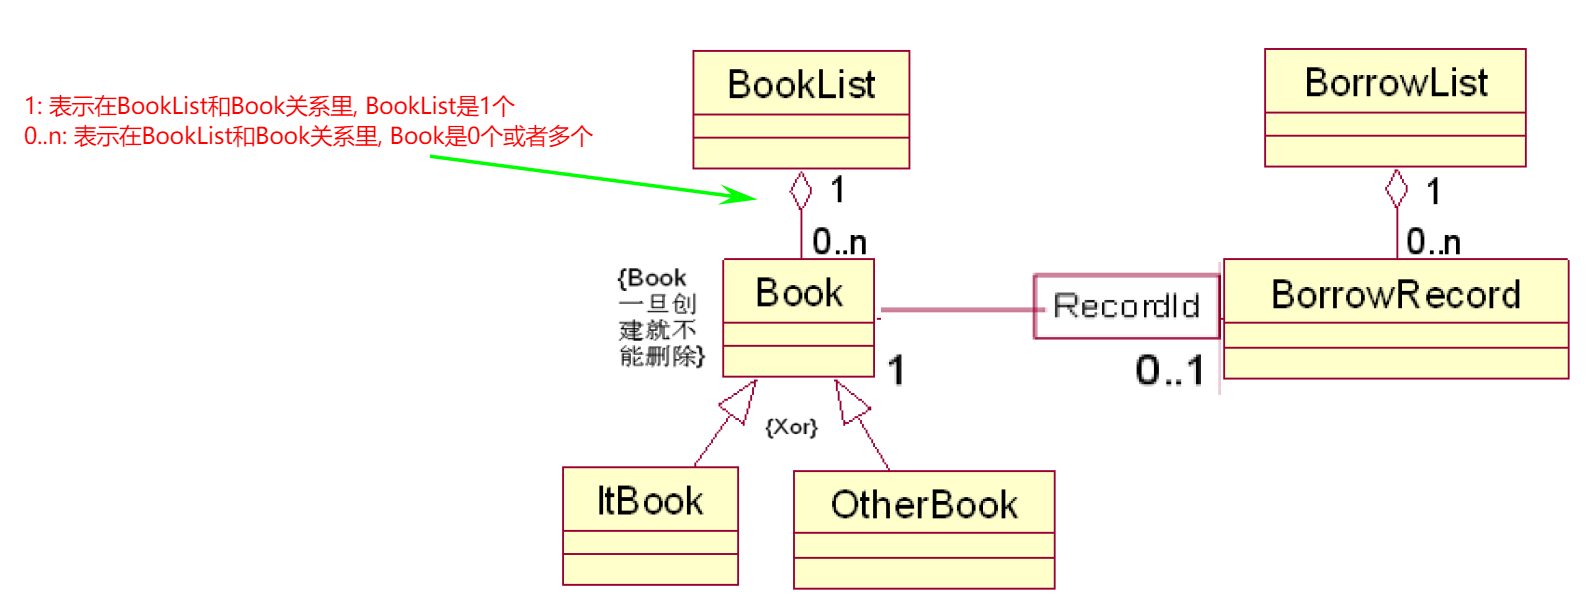 BookList
BorrowList
1: 表示在BookList和Book关系里, BookList是1个
0..n: 表示在BookList和Book关系里, Book是0个或者多个
1
1
0..n
0..n
{Book
一旦创
建就不
能删除}
Book
RecordId
BorrowRecord
1
0..1
{Xor}
ItBook
OtherBook